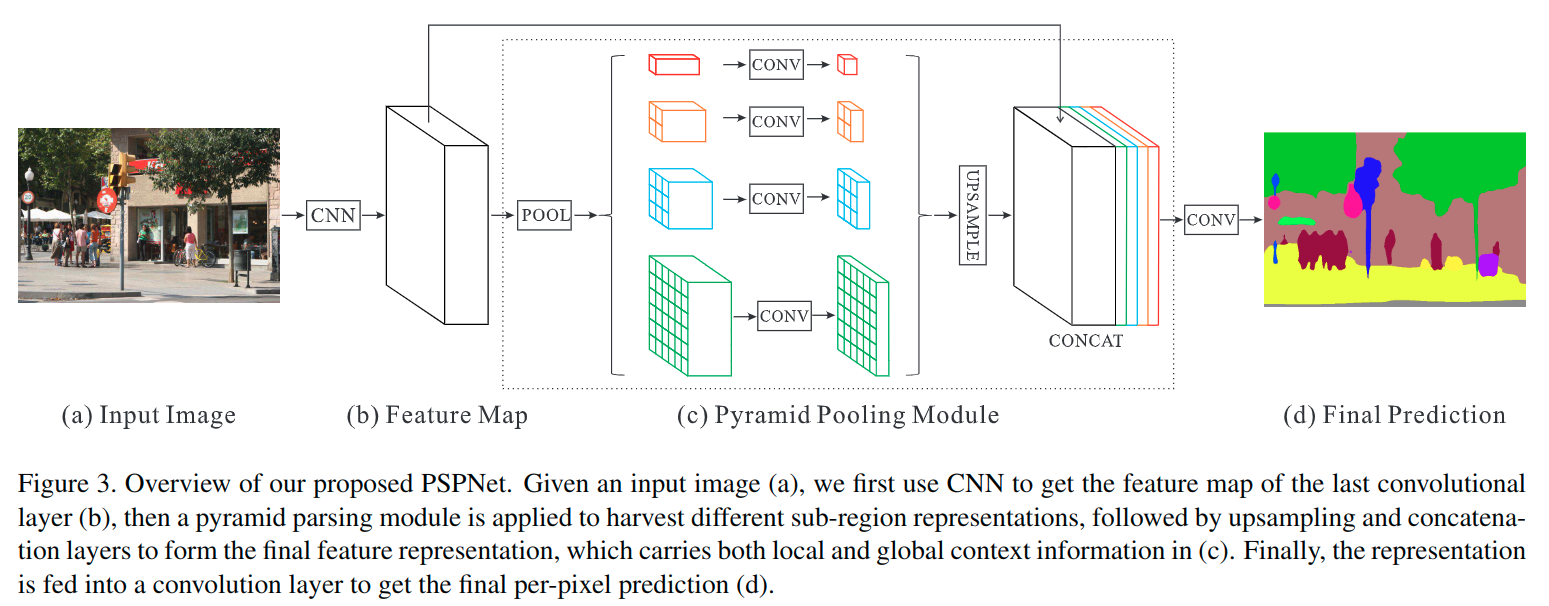 CONV
CONV
CNN
POOL
CONV
UPSAMPLE
CONV
CONV
CONCAT
(a) Input Image
(b) Feature Map
(c) Pyramid Pooling Module
(d) Final Prediction
Figure 3. Overview of our proposed PSPNet. Given an input image (a), we first use CNN to get the feature map of the last convolutional
layer (b), then a pyramid parsing module is applied to harvest different sub-region representations, followed by upsampling and concatena-
tion layers to form the final feature representation, which carries both local and global context information in (c). Finally, the representation
is fed into a convolution layer to get the final per-pixel prediction (d).